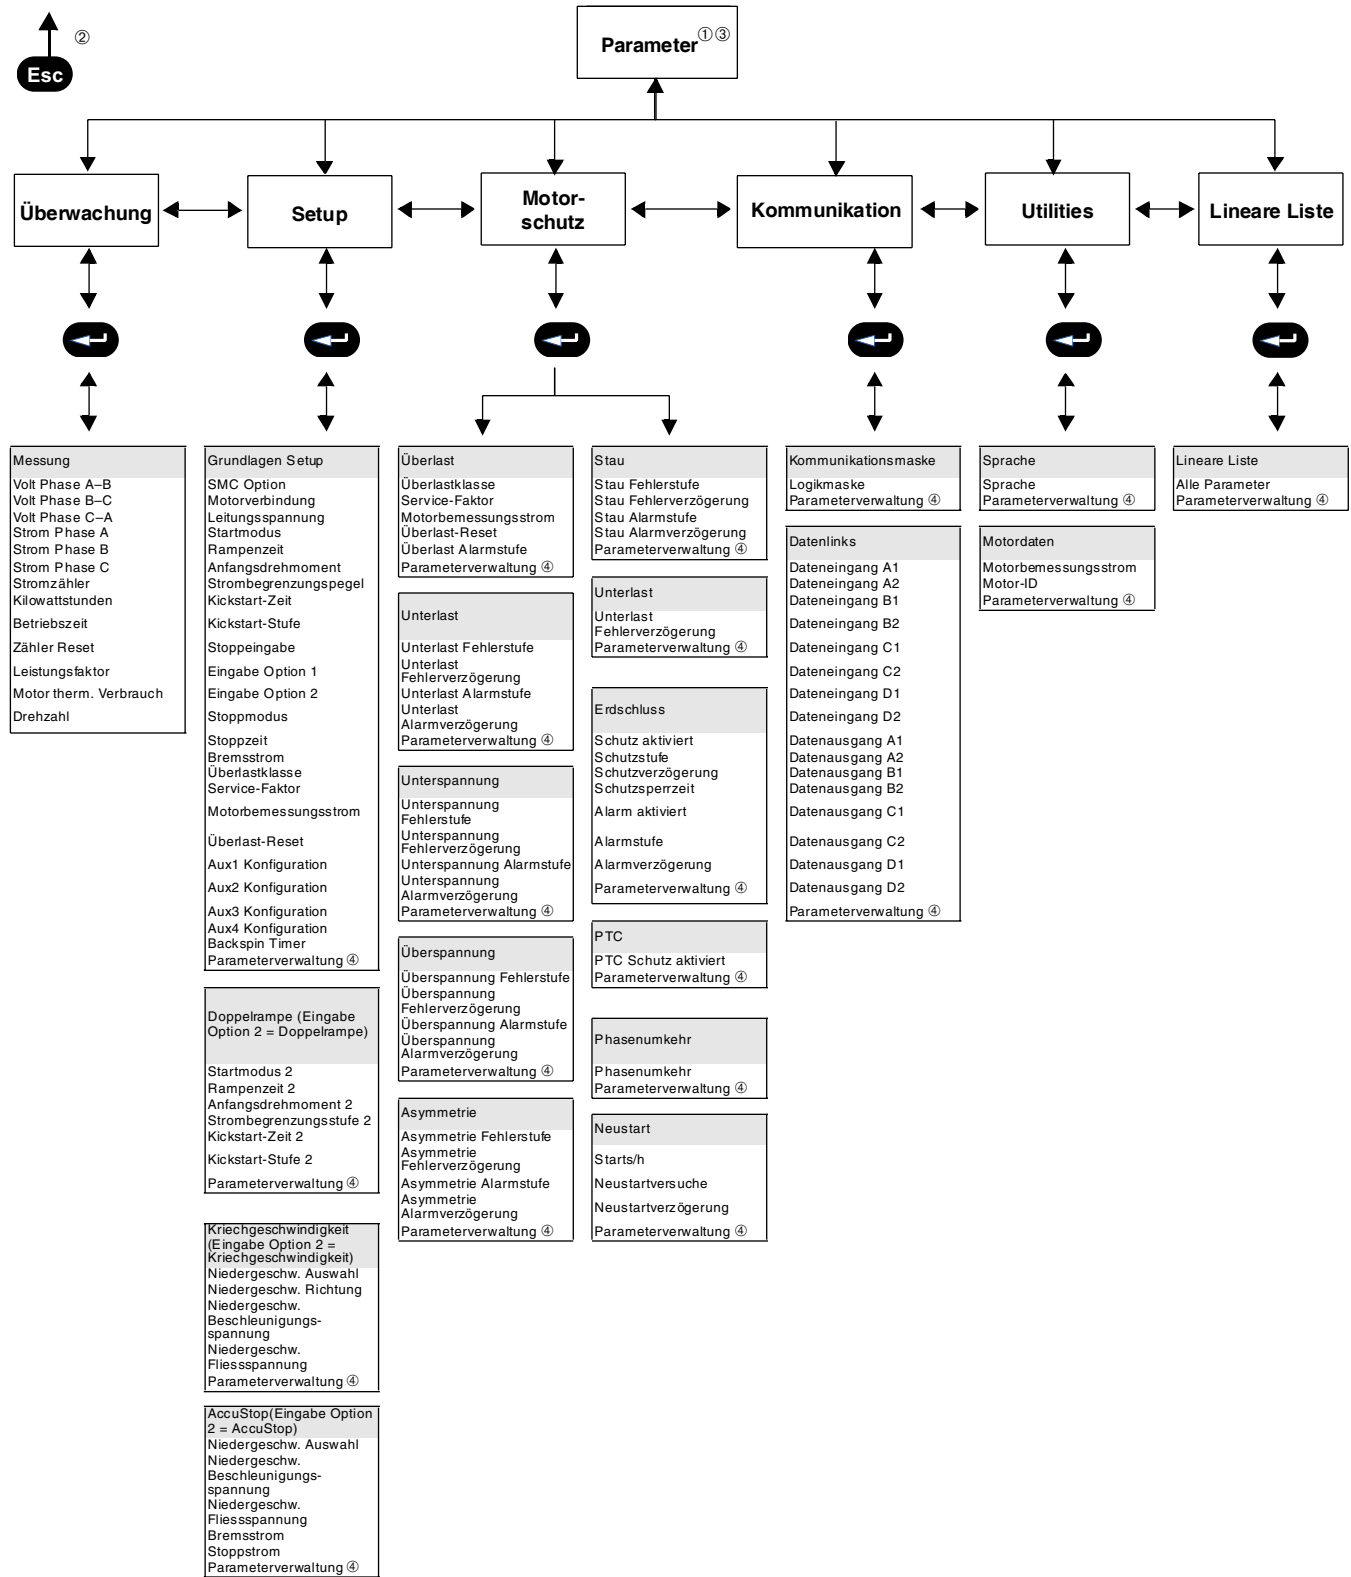 ②
Esc
Parameter①③
Überwachung
Setup
Motor-
schutz
Kommunikation
Utilities
Lineare Liste
Messung
Volt Phase A–B
Volt Phase B–C
Volt Phase C–A
Strom Phase A
Strom Phase B
Strom Phase C
Stromzähler
Kilowattstunden
Betriebszeit
Zähler Reset
Leistungsfaktor
Motor therm. Verbrauch
Drehzahl
Grundlagen Setup
SMC Option
Motorverbindung
Leitungsspannung
Startmodus
Rampenzeit
Anfangsdrehmoment
Strombegrenzungspegel
Kickstart-Zeit
Kickstart-Stufe
Stoppeingabe
Eingabe Option 1
Eingabe Option 2
Stoppmodus
Stoppzeit
Bremsstrom
Überlastklasse
Service-Faktor
Motorbemessungsstrom
Überlast-Reset
Aux1 Konfiguration
Aux2 Konfiguration
Aux3 Konfiguration
Aux4 Konfiguration
Backspin Timer
Parameterverwaltung ④
Doppelrampe (Eingabe
Option 2 = Doppelrampe)
Startmodus 2
Rampenzeit 2
Anfangsdrehmoment 2
Strombegrenzungsstufe 2
Kickstart-Zeit 2
Kickstart-Stufe 2
Parameterverwaltung ④
Kriechgeschwindigkeit
(Eingabe Option 2 =
Kriechgeschwindigkeit)
Niedergeschw. Auswahl
Niedergeschw. Richtung
Niedergeschw.
Beschleunigungs-
spannung
Niedergeschw.
Fliessspannung
Parameterverwaltung ④
AccuStop(Eingabe Option
2 = AccuStop)
Niedergeschw. Auswahl
Niedergeschw.
Beschleunigungs-
spannung
Niedergeschw.
Fliessspannung
Bremsstrom
Stoppstrom
Parameterverwaltung ④
Überlast
Überlastklasse
Service-Faktor
Motorbemessungsstrom
Überlast-Reset
Überlast Alarmstufe
Parameterverwaltung ④
Unterlast
Unterlast Fehlerstufe
Unterlast
Fehlerverzögerung
Unterlast Alarmstufe
Unterlast
Alarmverzögerung
Parameterverwaltung ④
Unterspannung
Unterspannung
Fehlerstufe
Unterspannung
Fehlerverzögerung
Unterspannung Alarmstufe
Unterspannung
Alarmverzögerung
Parameterverwaltung ④
Überspannung
Überspannung Fehlerstufe
Überspannung
Fehlerverzögerung
Überspannung Alarmstufe
Überspannung
Alarmverzögerung
Parameterverwaltung ④
Asymmetrie
Asymmetrie Fehlerstufe
Asymmetrie
Fehlerverzögerung
Asymmetrie Alarmstufe
Asymmetrie
Alarmverzögerung
Parameterverwaltung ④
Stau
Stau Fehlerstufe
Stau Fehlerverzögerung
Stau Alarmstufe
Stau Alarmverzögerung
Parameterverwaltung ④
Unterlast
Unterlast
Fehlerverzögerung
Parameterverwaltung ④
Erdschluss
Schutz aktiviert
Schutzstufe
Schutzverzögerung
Schutzsperrzeit
Alarm aktiviert
Alarmstufe
Alarmverzögerung
Parameterverwaltung ④
PTC
PTC Schutz aktiviert
Parameterverwaltung ④
Phasenumkehr
Phasenumkehr
Parameterverwaltung ④
Neustart
Starts/h
Neustartversuche
Neustartverzögerung
Parameterverwaltung ④
Kommunikationsmaske
Logikmaske
Parameterverwaltung ④
Datenlinks
Dateneingang A1
Dateneingang A2
Dateneingang B1
Dateneingang B2
Dateneingang C1
Dateneingang C2
Dateneingang D1
Dateneingang D2
Datenausgang A1
Datenausgang A2
Datenausgang B1
Datenausgang B2
Datenausgang C1
Datenausgang C2
Datenausgang D1
Datenausgang D2
Parameterverwaltung ④
Sprache
Sprache
Parameterverwaltung ④
Motordaten
Motorbemessungsstrom
Motor-ID
Parameterverwaltung ④
Lineare Liste
Alle Parameter
Parameterverwaltung ④